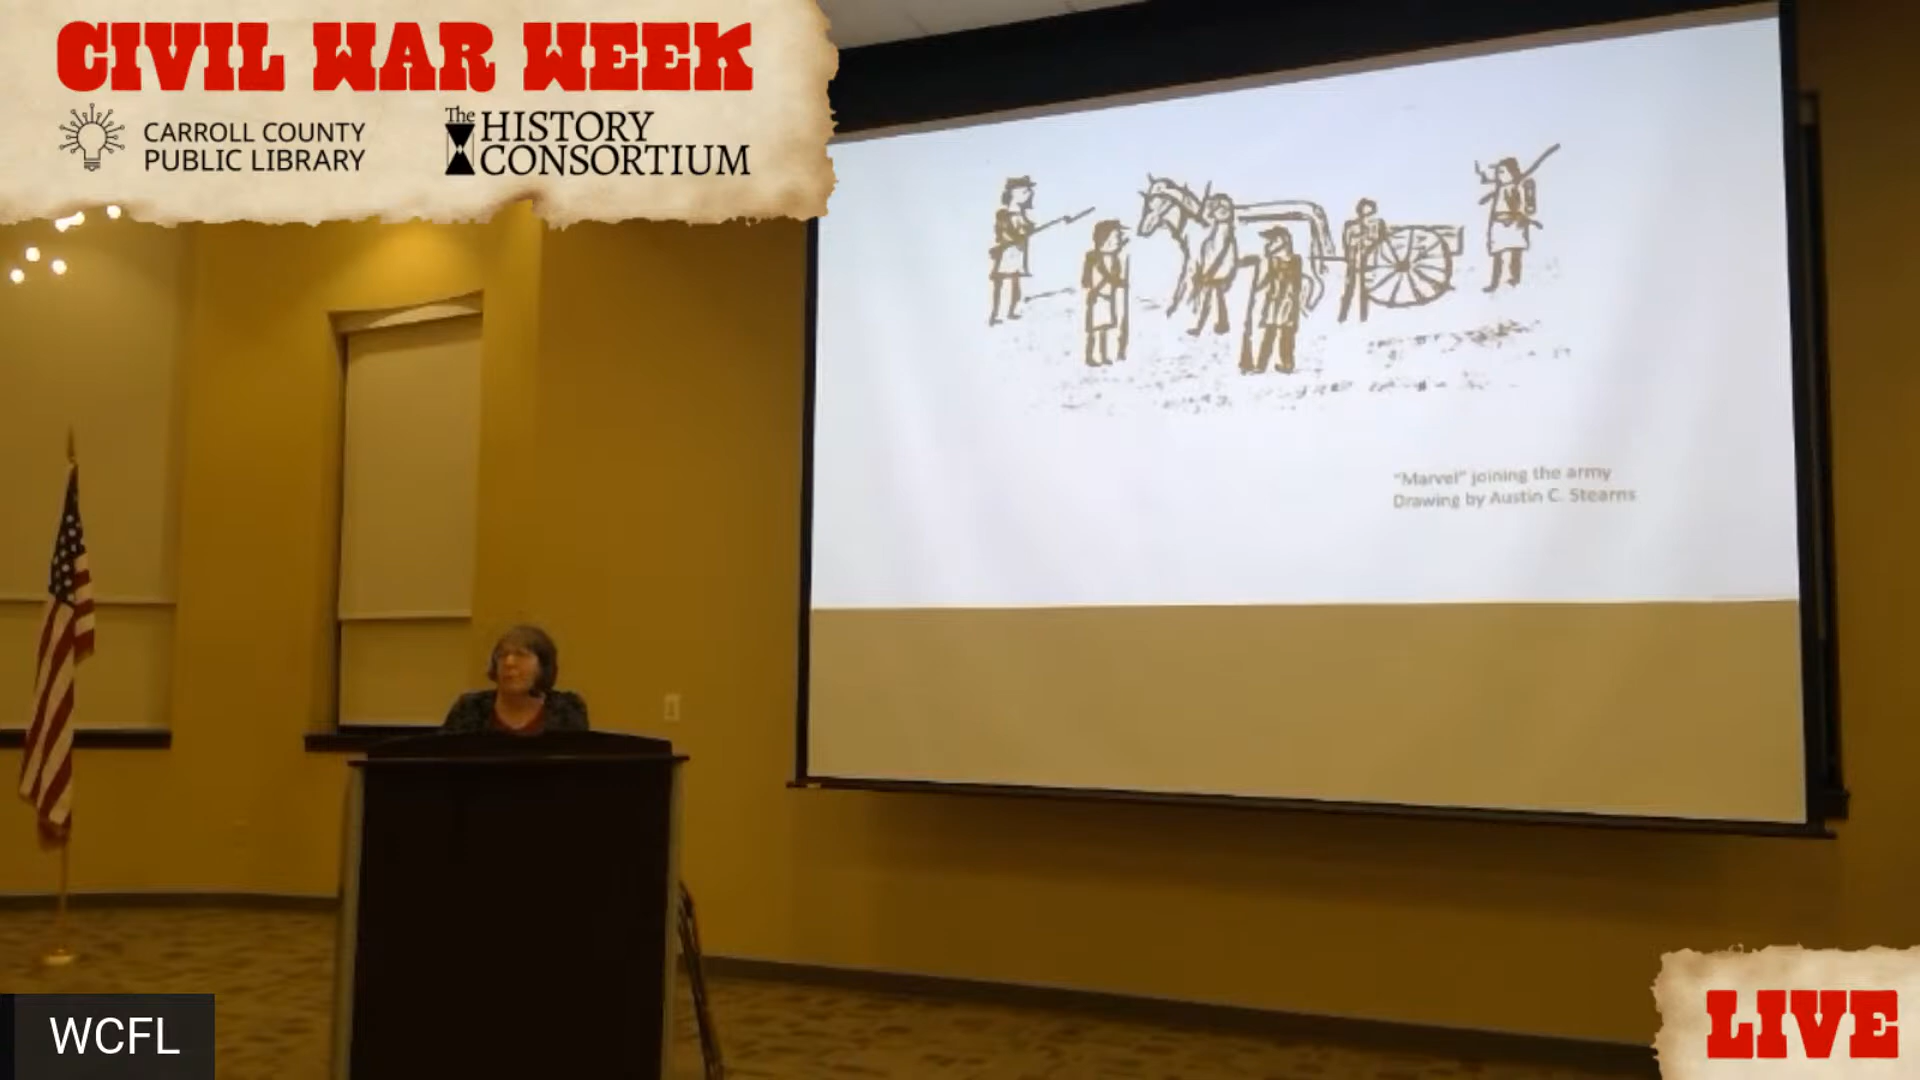 CIVIL WAR WEEK
CARROLL COUNTY
PUBLIC LIBRARY
The
HISTORY
CONSORTIUM
"Marvel" joining the army
Drawing by Austin C. Stearns
WCFL
LIVE